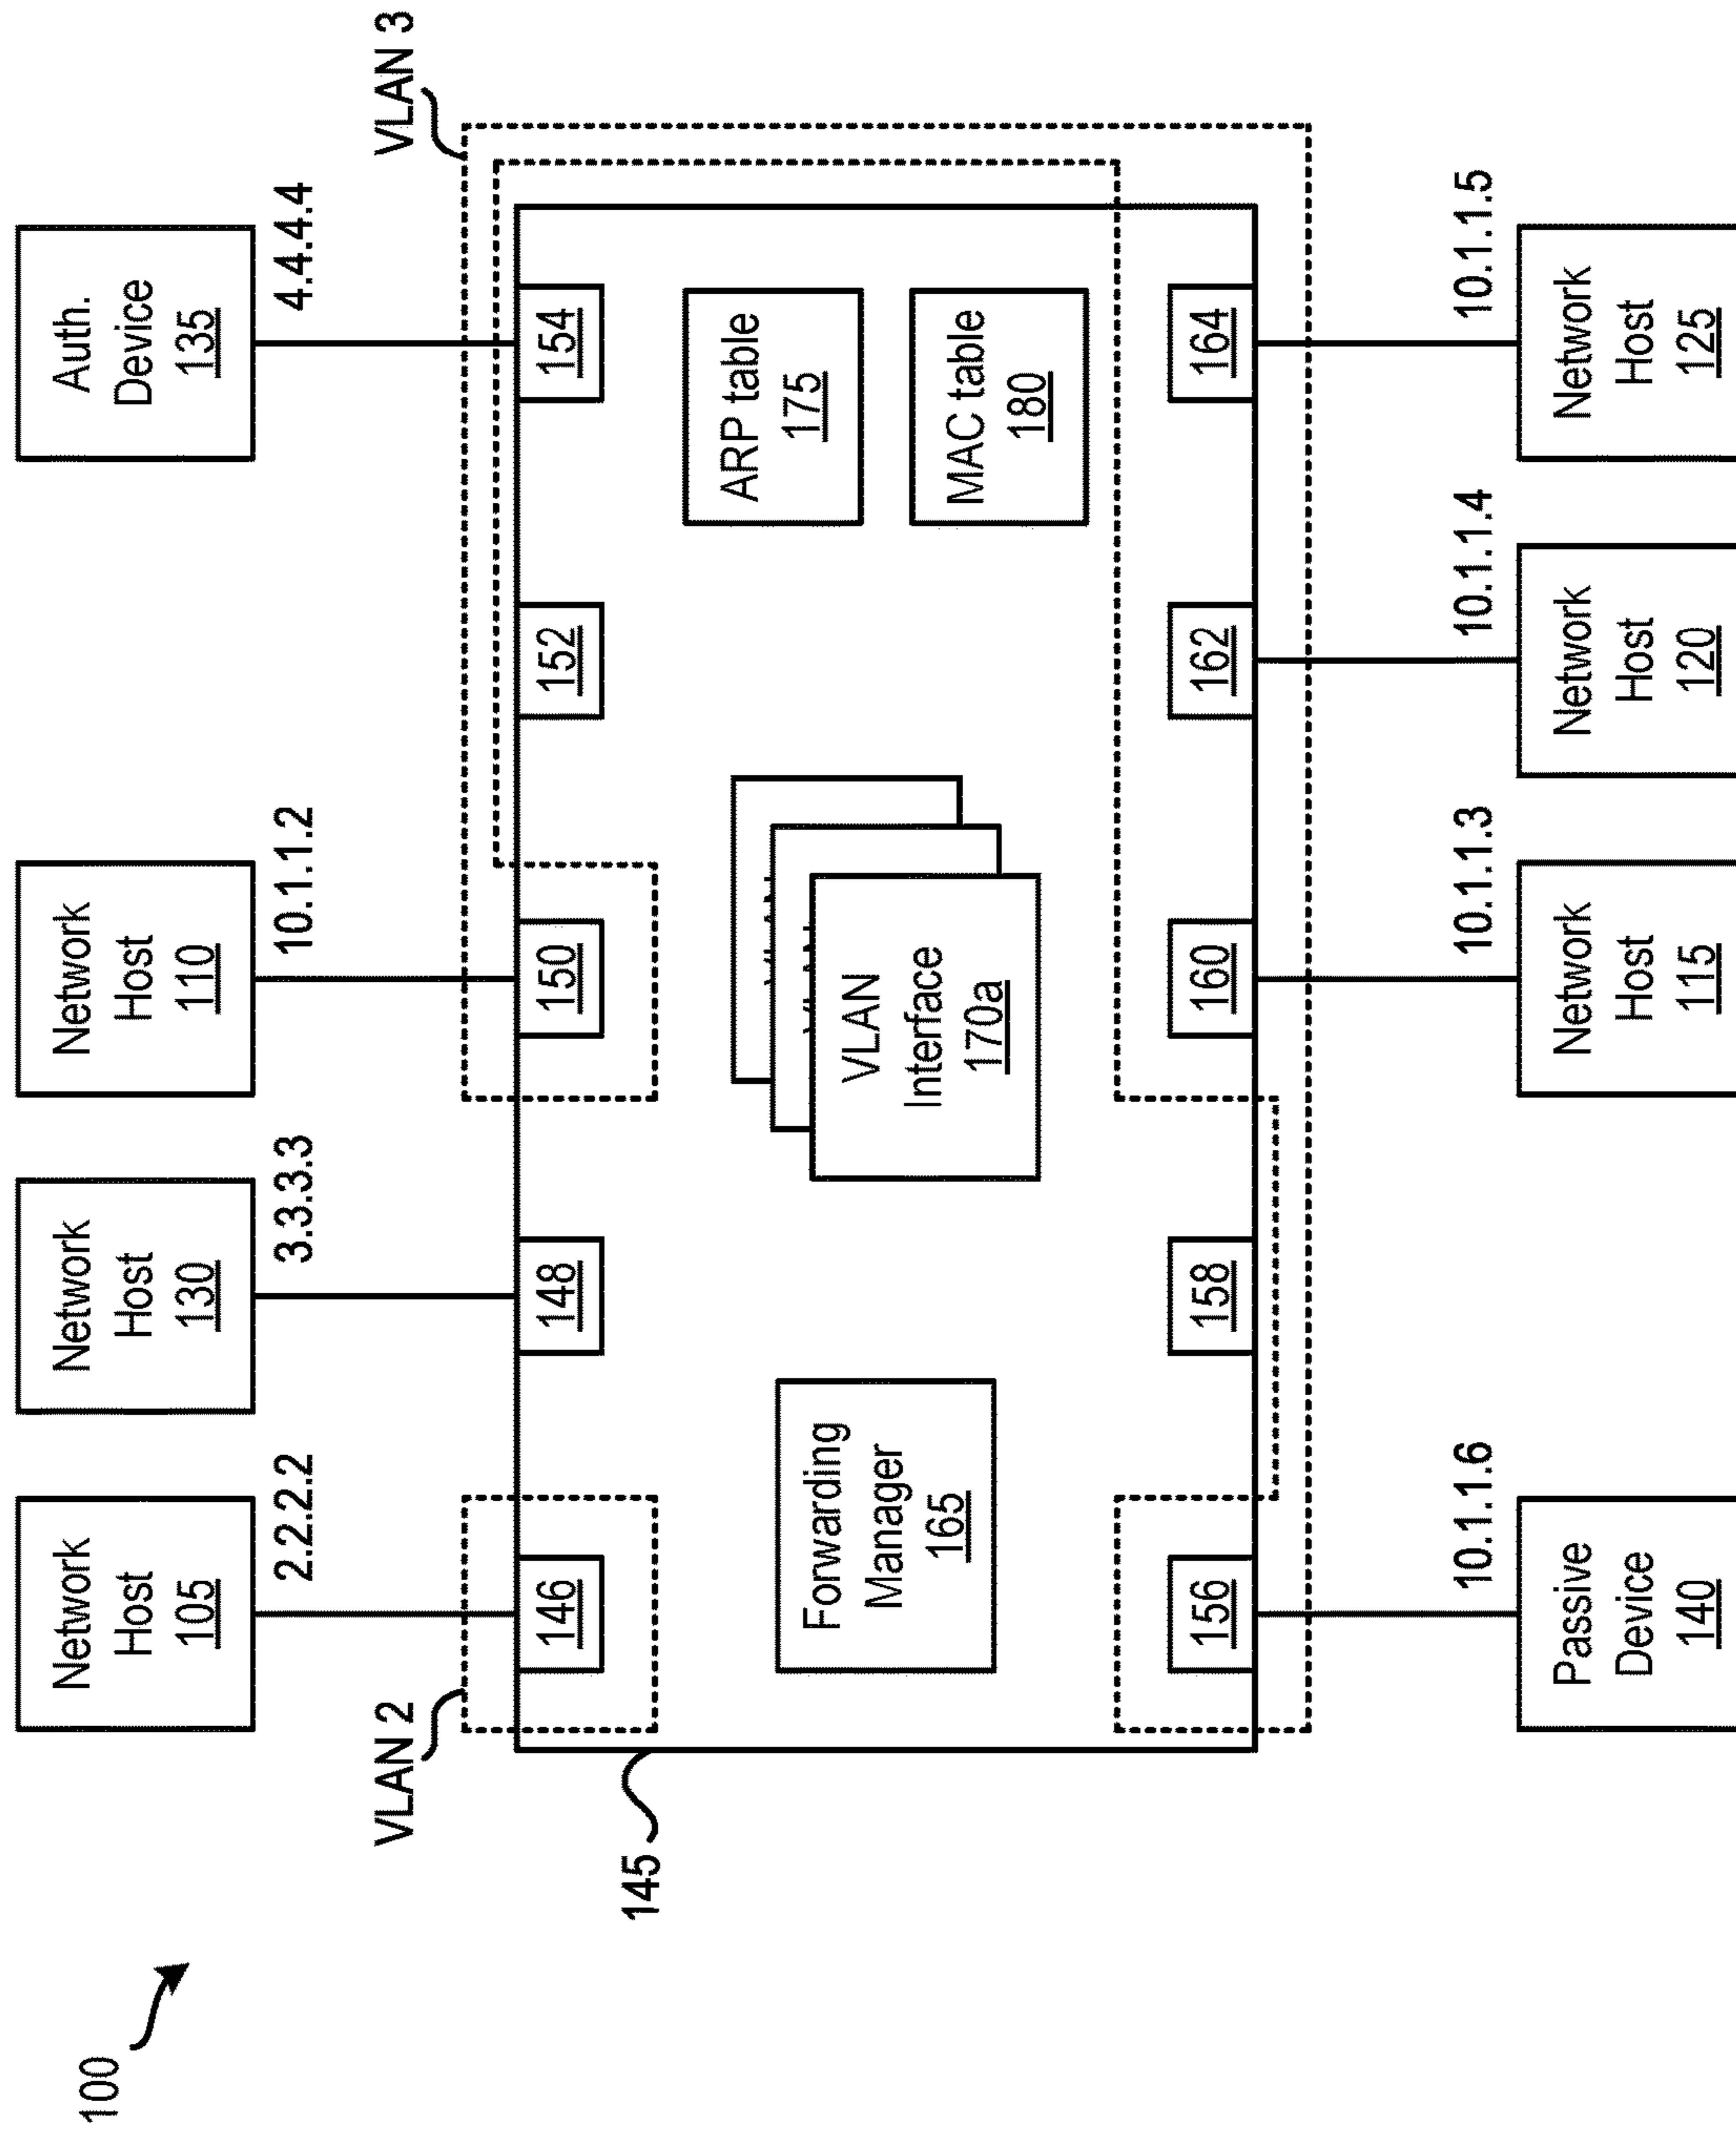 100
Network
Host
105
2.2.2.2
Network
Host
130
3.3.3.3
Network
Host
110
10.1.1.2
Auth.
Device
135
4.4.4.4
VLAN 2
VLAN 3
145
146
148
150
152
154
Forwarding
Manager
165
VLAN
Interface
170a
ARP table
175
MAC table
180
156
158
160
162
164
10.1.1.6
Passive
Device
140
10.1.1.3
Network
Host
115
10.1.1.4
Network
Host
120
10.1.1.5
Network
Host
125